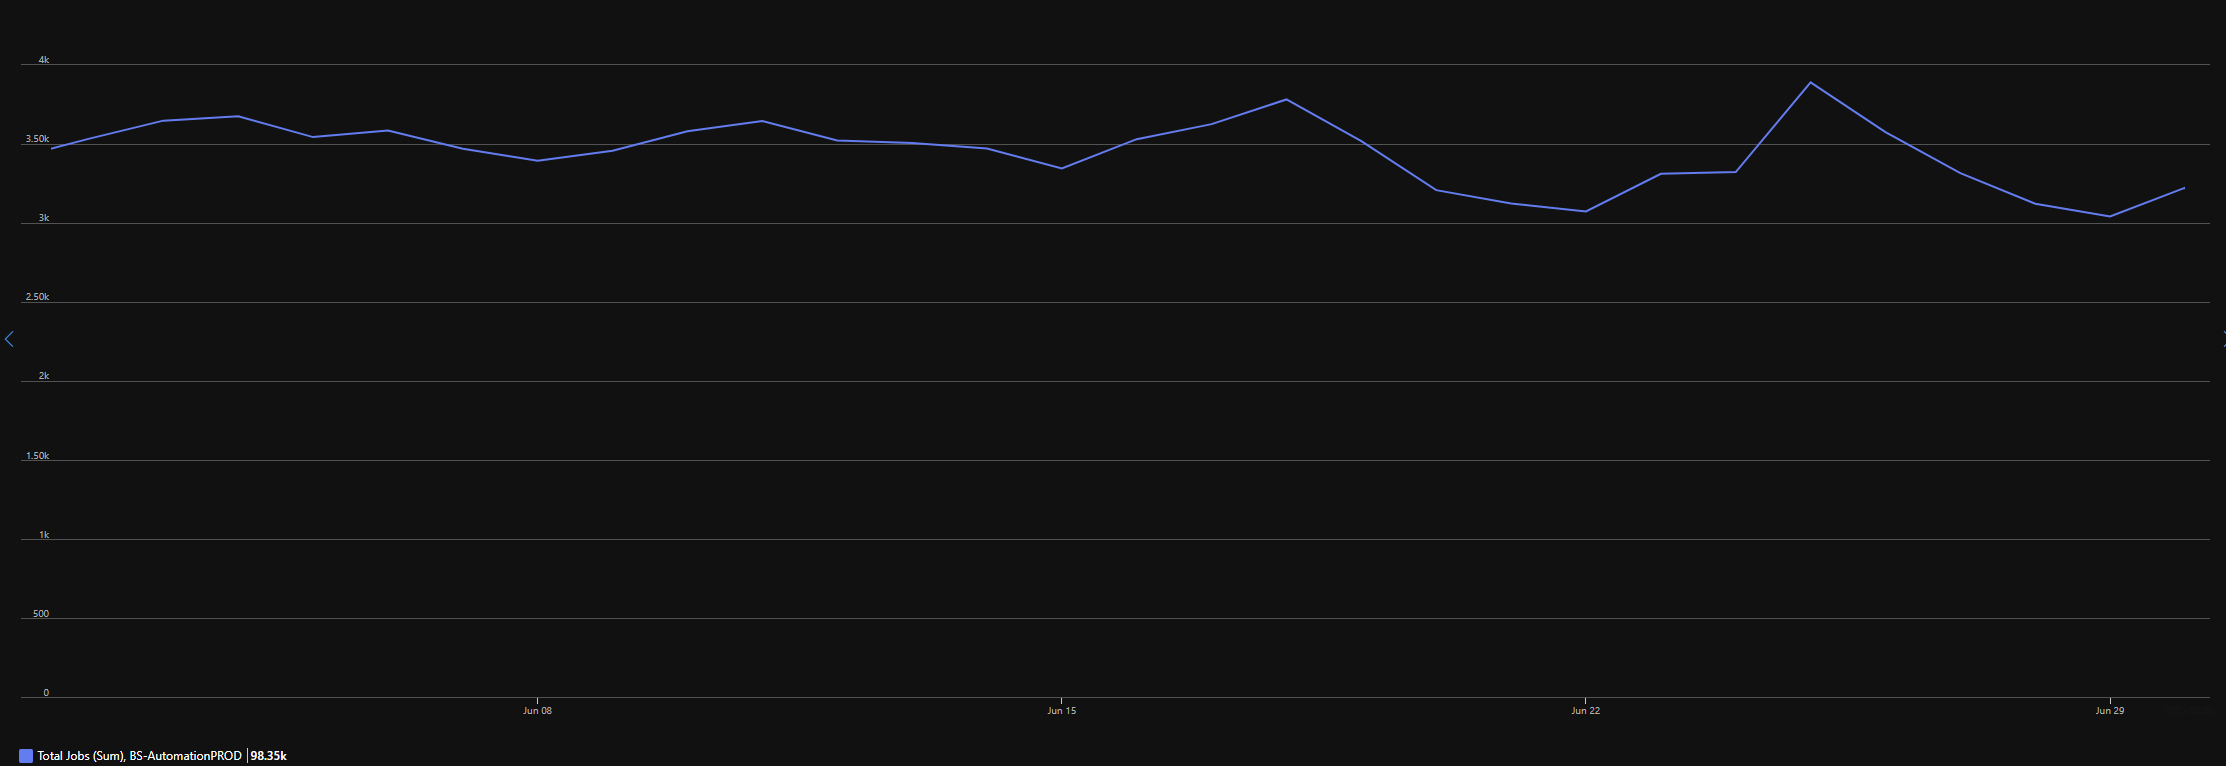 4k
3.50k
3k
2.50k
2k
1.50k
1k
500
0
Jun 08 Jun 15 Jun 22 Jun 29
Total Jobs (Sum), BS-AutomationPROD 98.35k